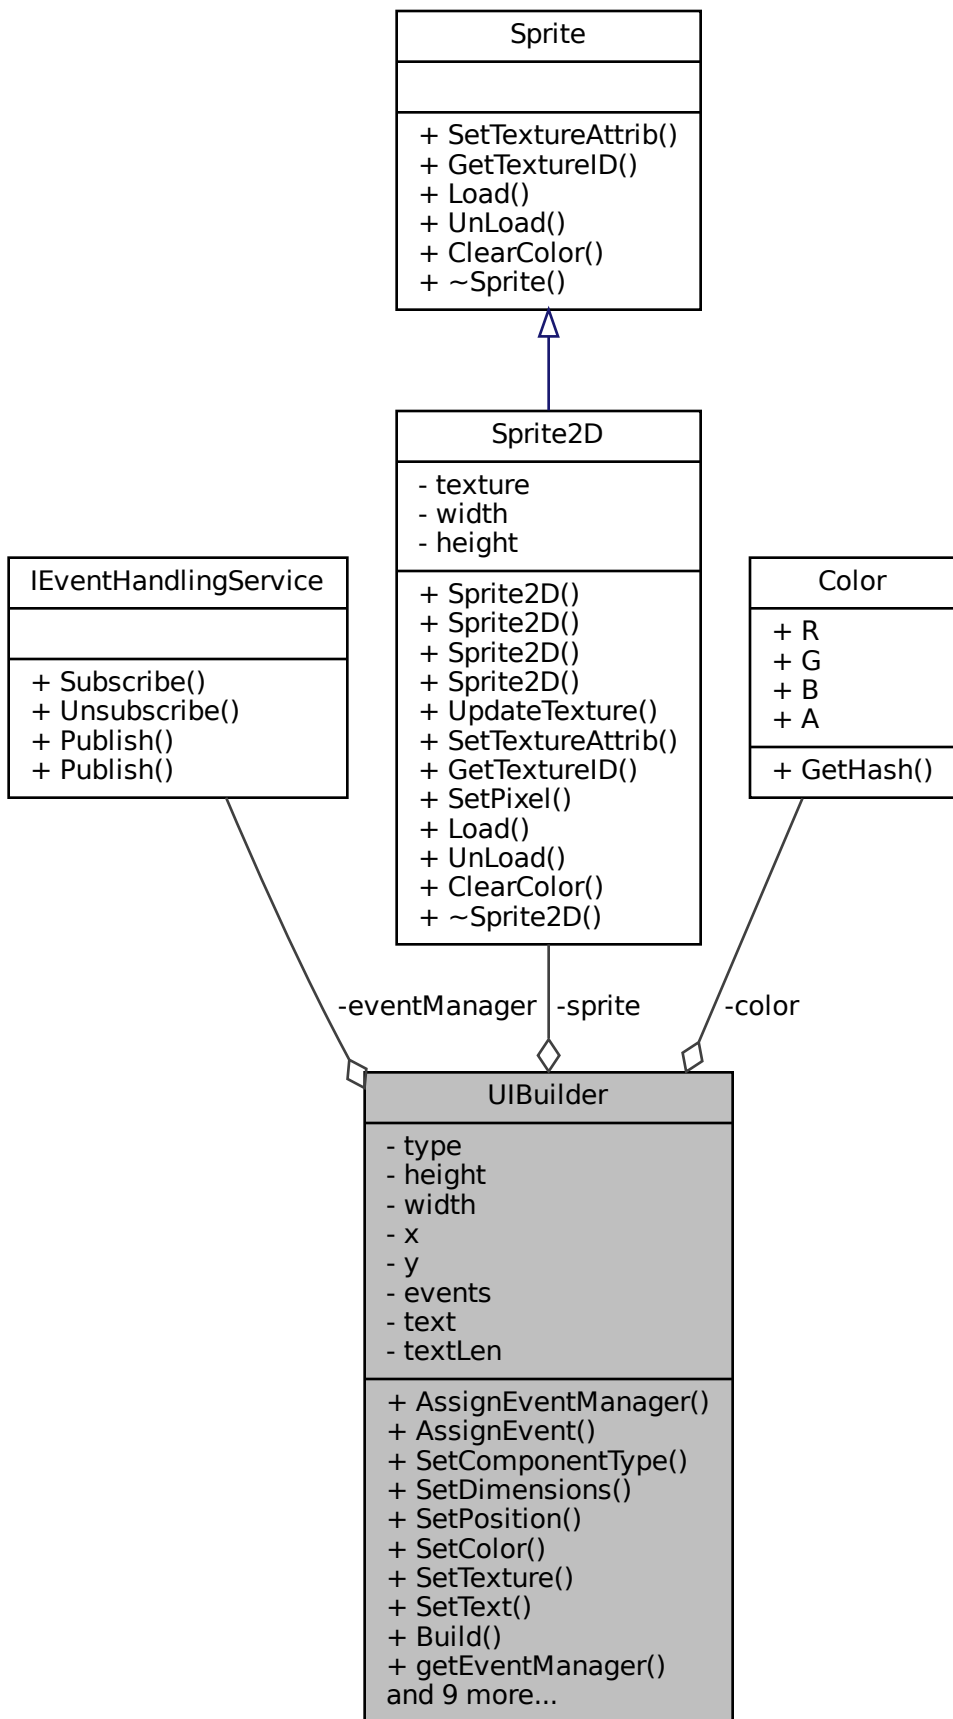 Sprite
+ SetTextureAttrib()
+ GetTextureID()
+ Load()
+ UnLoad()
+ ClearColor()
+ ~Sprite()
Sprite2D
- texture
- width
- height
+ Sprite2D()
+ Sprite2D()
+ Sprite2D()
+ Sprite2D()
+ UpdateTexture()
+ SetTextureAttrib()
+ GetTextureID()
+ SetPixel()
+ Load()
+ UnLoad()
+ ClearColor()
+ ~Sprite2D()
IEventHandlingService
+ Subscribe()
+ Unsubscribe()
+ Publish()
+ Publish()
Color
+ R
+ G
+ B
+ A
+ GetHash()
-eventManager
-sprite
-color
UIBuilder
- type
- height
- width
- x
- y
- events
- text
- textLen
+ AssignEventManager()
+ AssignEvent()
+ SetComponentType()
+ SetDimensions()
+ SetPosition()
+ SetColor()
+ SetTexture()
+ SetText()
+ Build()
+ getEventManager()
and 9 more...